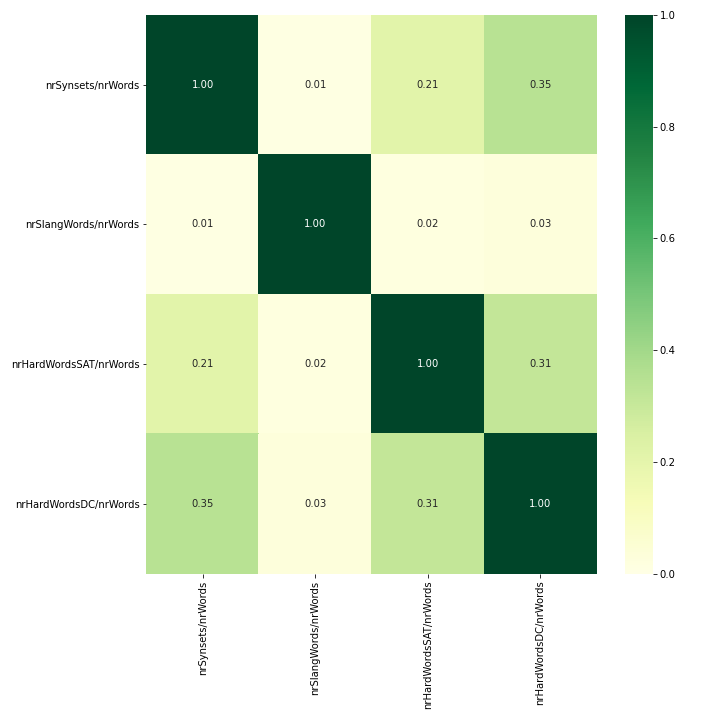 nrSynsets/nrWords 1.00 0.01 0.21 0.35
nrSlangWords/nrWords 0.01 1.00 0.02 0.03
nrHardWordsSAT/nrWords 0.21 0.02 1.00 0.31
nrHardWordsDC/nrWords 0.35 0.03 0.31 1.00
nrSynsets/nrWords
nrSlangWords/nrWords
nrHardWordsSAT/nrWords
nrHardWordsDC/nrWords
1.0
0.8
0.6
0.4
0.2
0.0